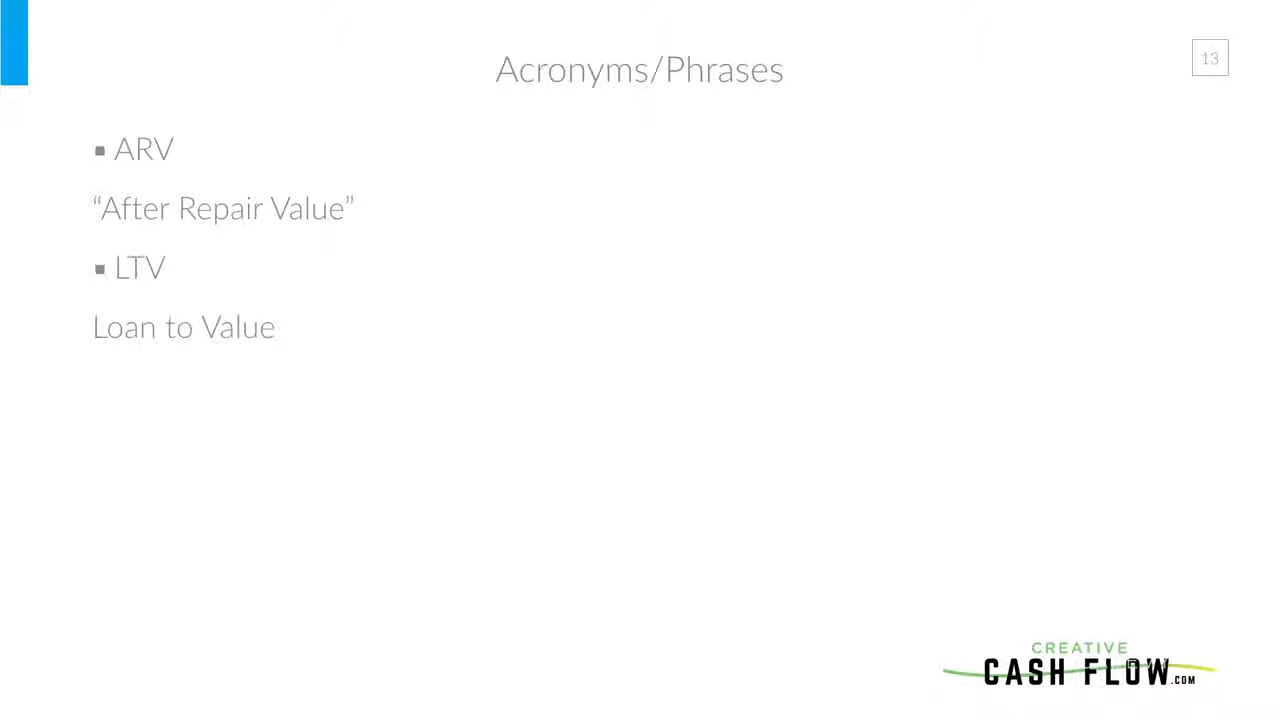 Acronyms/Phrases
13
▪ ARV
“After Repair Value”
▪ LTV
Loan to Value
CREATIVE
CASH FLOW.COM